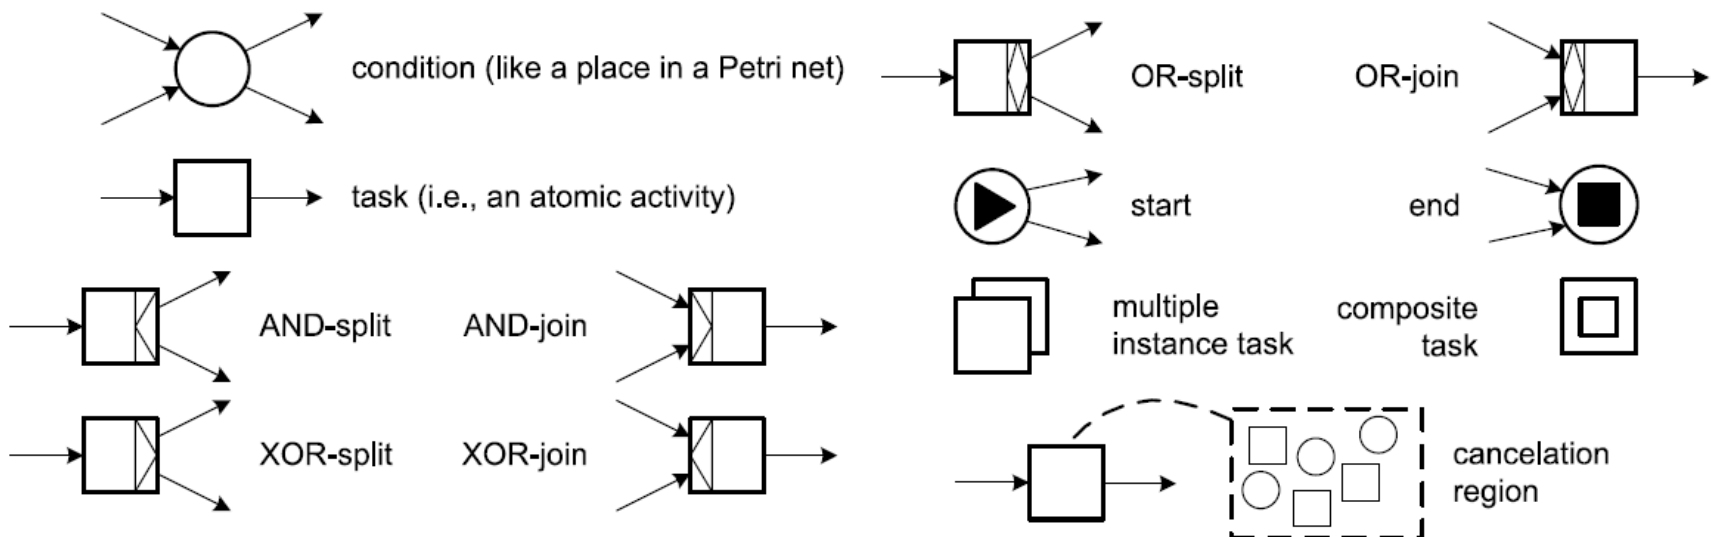 condition (like a place in a Petri net)
OR-split
OR-join
task (i.e., an atomic activity)
start
end
AND-split
AND-join
multiple
instance task
composite
task
XOR-split
XOR-join
cancelation
region